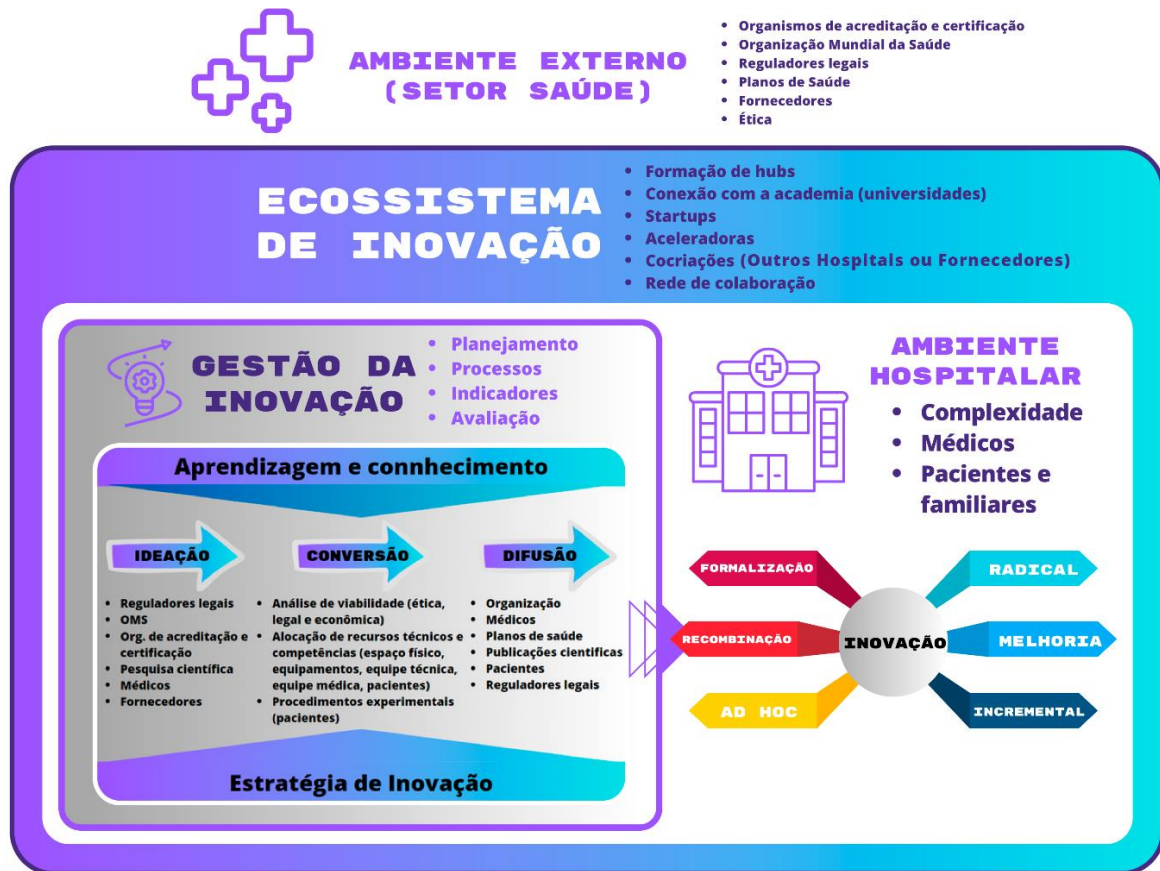 AMBIENTE EXTERNO
(SETOR SAÚDE)
• Organismos de acreditação e certificação
• Organização Mundial da Saúde
• Reguladores legais
• Planos de Saúde
• Fornecedores
• Ética
ECOSSISTEMA
DE INOVAÇÃO
• Formação de hubs
• Conexão com a academia (universidades)
• Startups
• Aceleradoras
• Cocriações (Outros Hospitals ou Fornecedores)
• Rede de colaboração
GESTÃO DA
INOVAÇÃO
• Planejamento
• Processos
• Indicadores
• Avaliação
Aprendizagem e connhecimento
IDEAÇÃO
• Reguladores legais
• OMS
• Org. de acreditação e
certificação
• Pesquisa científica
• Médicos
• Fornecedores
CONVERSÃO
• Análise de viabilidade (ética,
legal e econômica)
• Alocação de recursos técnicos e
competências (espaço físico,
equipamentos, equipe técnica,
equipe médica, pacientes)
• Procedimentos experimentais
(pacientes)
DIFUSÃO
• Organização
• Médicos
• Planos de saúde
• Publicações cientificas
• Pacientes
• Reguladores legais
Estratégia de Inovação
AMBIENTE
HOSPITALAR
• Complexidade
• Médicos
• Pacientes e
familiares
FORMALIZAÇÃO
RECOMBINAÇÃO
AD HOC
INOVAÇÃO
RADICAL
MELHORIA
INCREMENTAL